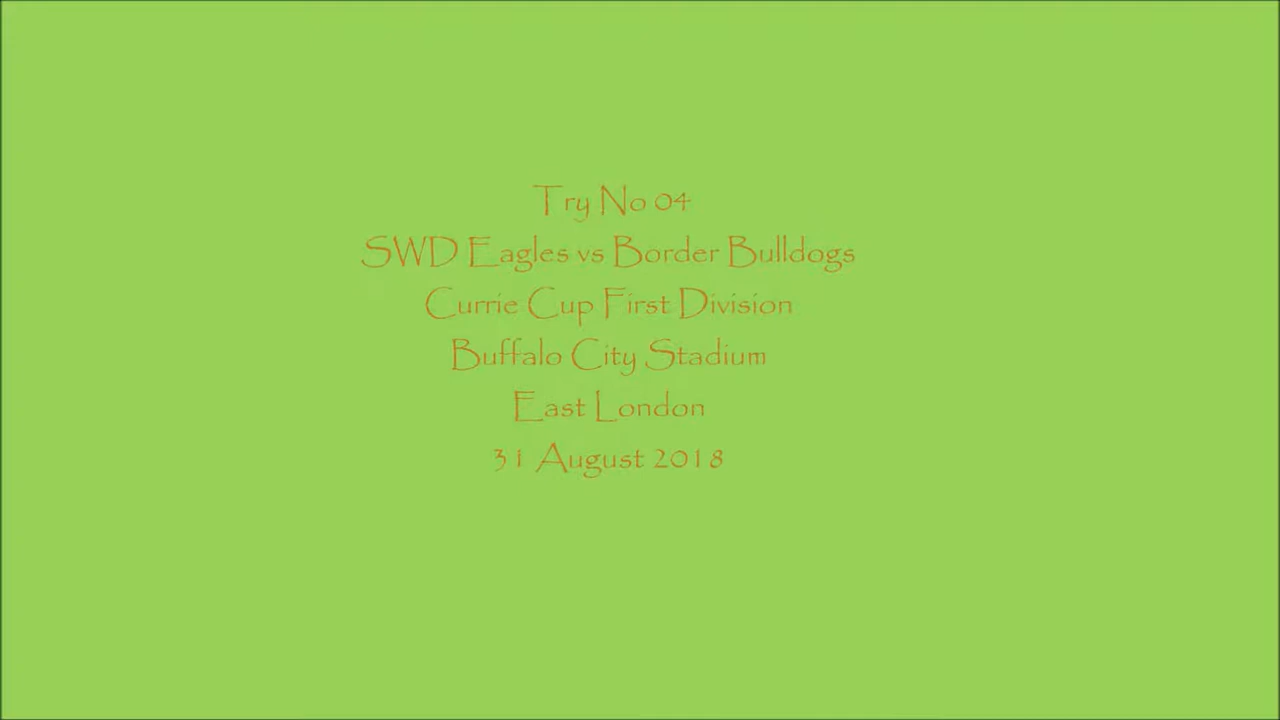 Try No 04
SWD Eagles vs Border Bulldogs
Currie Cup First Division
Buffalo City Stadium
East London
31 August 2018